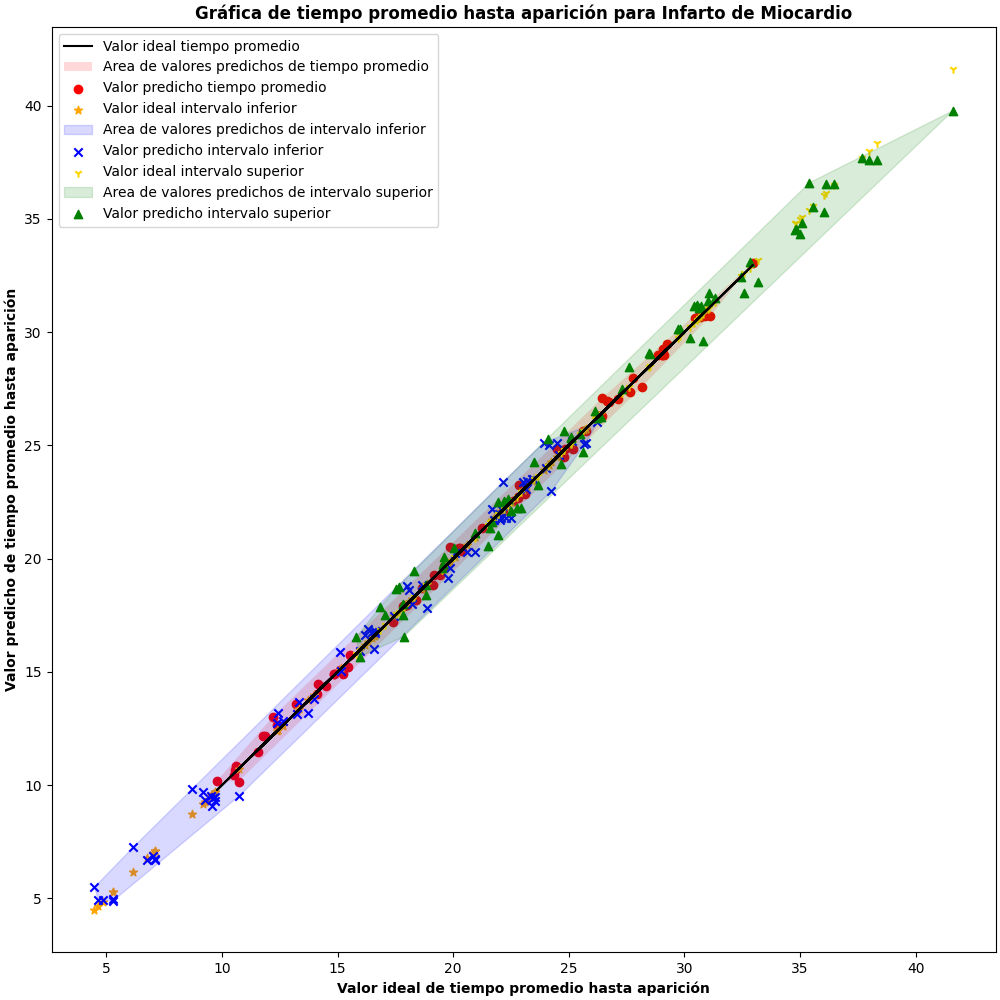 Gráfica de tiempo promedio hasta aparición para Infarto de Miocardio
Valor ideal tiempo promedio
Area de valores predichos de tiempo promedio
Valor predicho tiempo promedio
Valor ideal intervalo inferior
Area de valores predichos de intervalo inferior
Valor predicho intervalo inferior
Valor ideal intervalo superior
Area de valores predichos de intervalo superior
Valor predicho intervalo superior
Valor predicho de tiempo promedio hasta aparición
40
35
30
25
20
15
10
5
5 10 15 20 25 30 35 40
Valor ideal de tiempo promedio hasta aparición